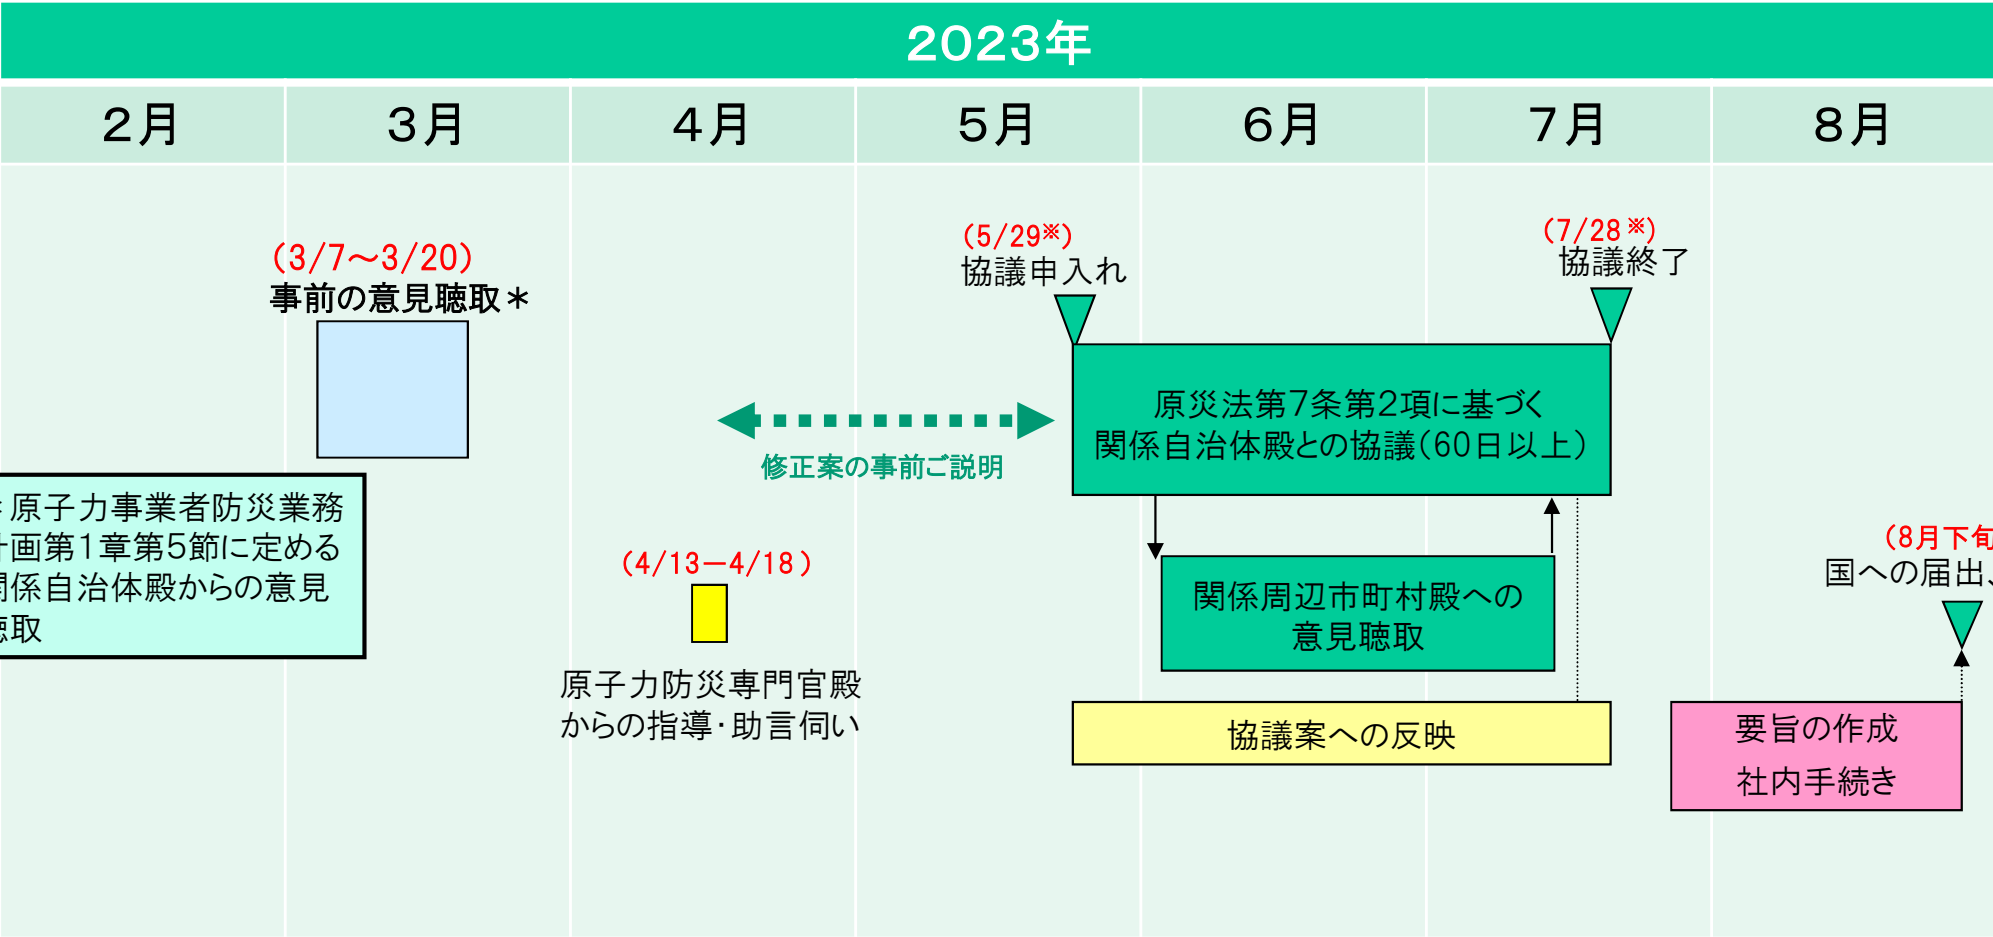 2023年
2月
3月
4月
5月
6月
7月
8月
(3/7～3/20)
事前の意見聴取＊
(5/29※)
協議申入れ
(7/28※)
協議終了
原災法第7条第2項に基づく
関係自治体殿との協議(60日以上)
修正案の事前ご説明
原子力事業者防災業務
画第1章第5節に定める
係自治体殿からの意見
取
(4/13－4/18)
原子力防災専門官殿
からの指導・助言伺い
関係周辺市町村殿への
意見聴取
協議案への反映
(8月下旬
国への届出、
要旨の作成
社内手続き